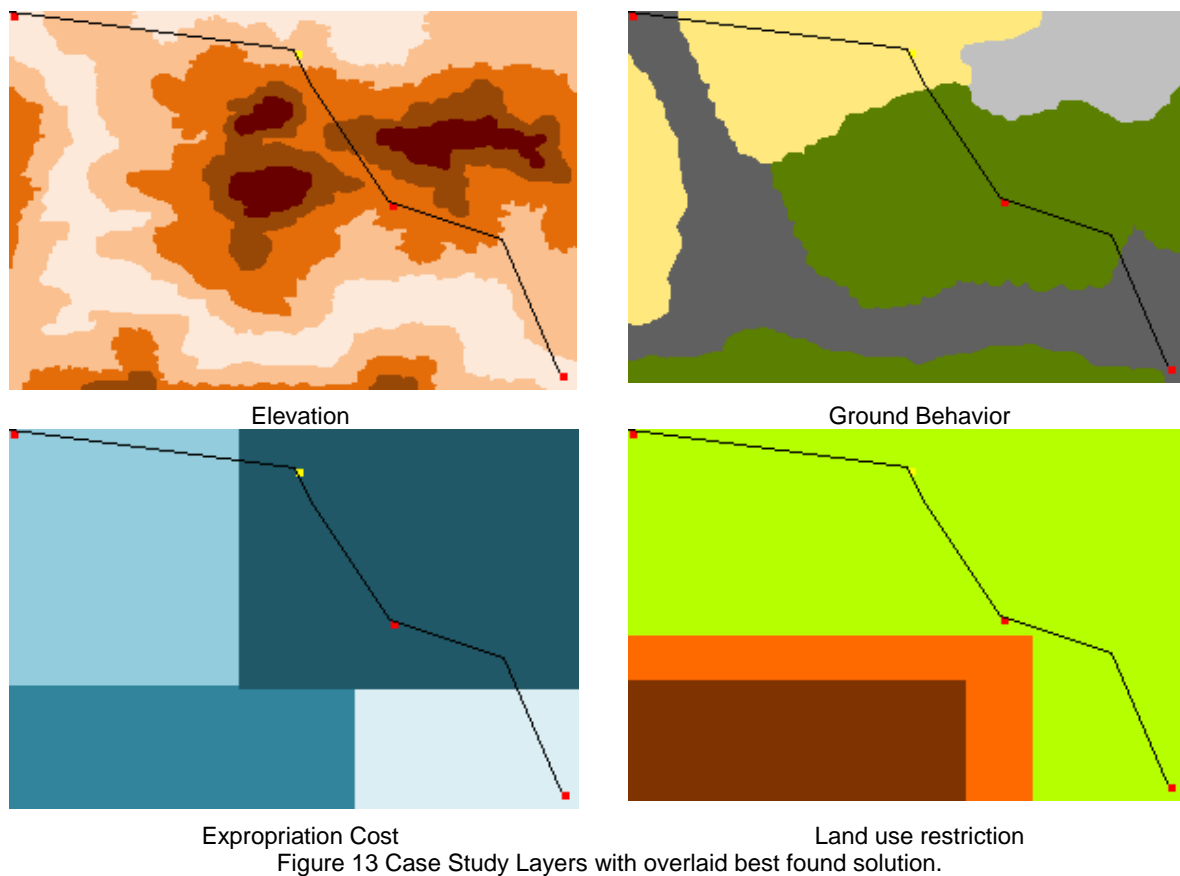 Elevation
Ground Behavior
Expropriation Cost
Land use restriction
Figure 13 Case Study Layers with overlaid best found solution.